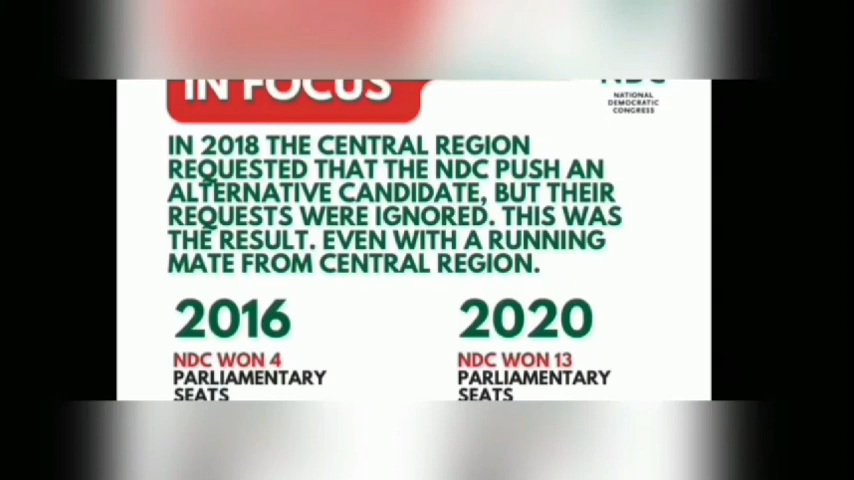 IN FOCUS
NDC
NATIONAL
DEMOCRATIC
CONGRESS
IN 2018 THE CENTRAL REGION
REQUESTED THAT THE NDC PUSH AN
ALTERNATIVE CANDIDATE, BUT THEIR
REQUESTS WERE IGNORED. THIS WAS
THE RESULT. EVEN WITH A RUNNING
MATE FROM CENTRAL REGION.
2016
NDC WON 4
PARLIAMENTARY
SEATS
2020
NDC WON 13
PARLIAMENTARY
SEATS